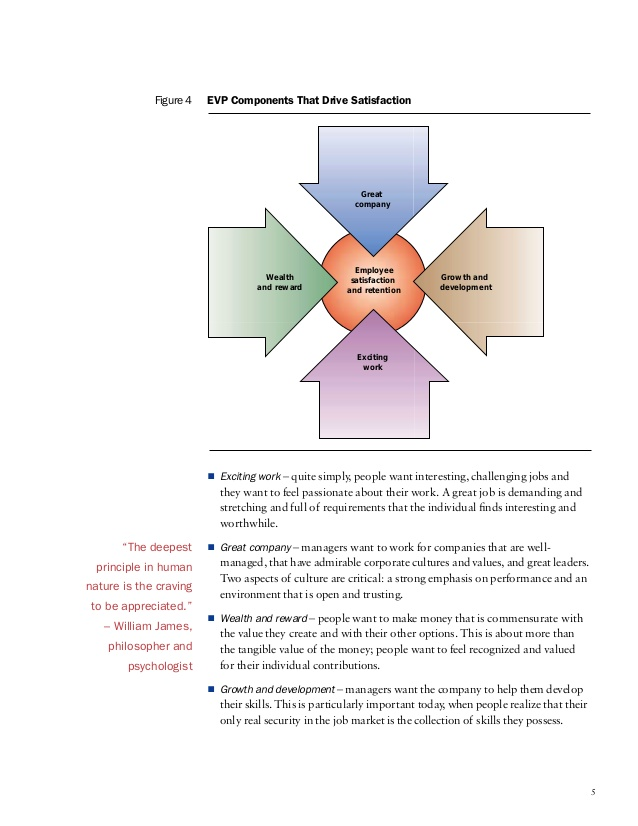 Figure 4 EVP Components That Drive Satisfaction
Great
company
Wealth
and reward
Employee
satisfaction
and retention
Growth and
development
Exciting
work
■ Exciting work – quite simply, people want interesting, challenging jobs and
they want to feel passionate about their work. A great job is demanding and
stretching and full of requirements that the individual finds interesting and
worthwhile.
"The deepest
principle in human
nature is the craving
to be appreciated."
– William James,
philosopher and
psychologist
■ Great company – managers want to work for companies that are well-
managed, that have admirable corporate cultures and values, and great leaders.
Two aspects of culture are critical: a strong emphasis on performance and an
environment that is open and trusting.
■ Wealth and reward – people want to make money that is commensurate with
the value they create and with their other options. This is about more than
the tangible value of the money; people want to feel recognized and valued
for their individual contributions.
■ Growth and development – managers want the company to help them develop
their skills. This is particularly important today, when people realize that their
only real security in the job market is the collection of skills they possess.
5